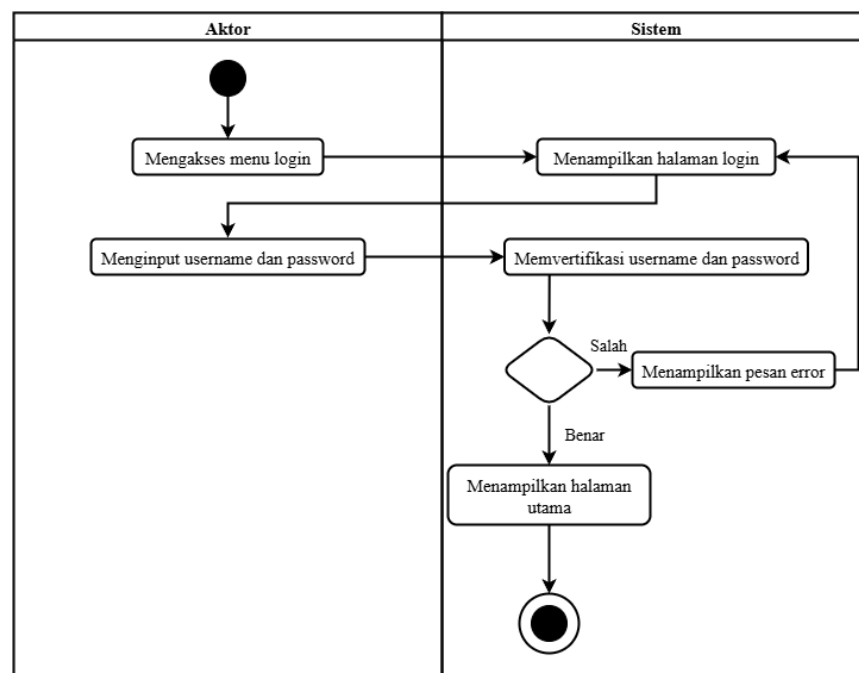 Aktor
Sistem
Mengakses menu login
Menampilkan halaman login
Menginput username dan password
Memvertifikasi username dan password
Salah
Menampilkan pesan error
Benar
Menampilkan halaman
utama